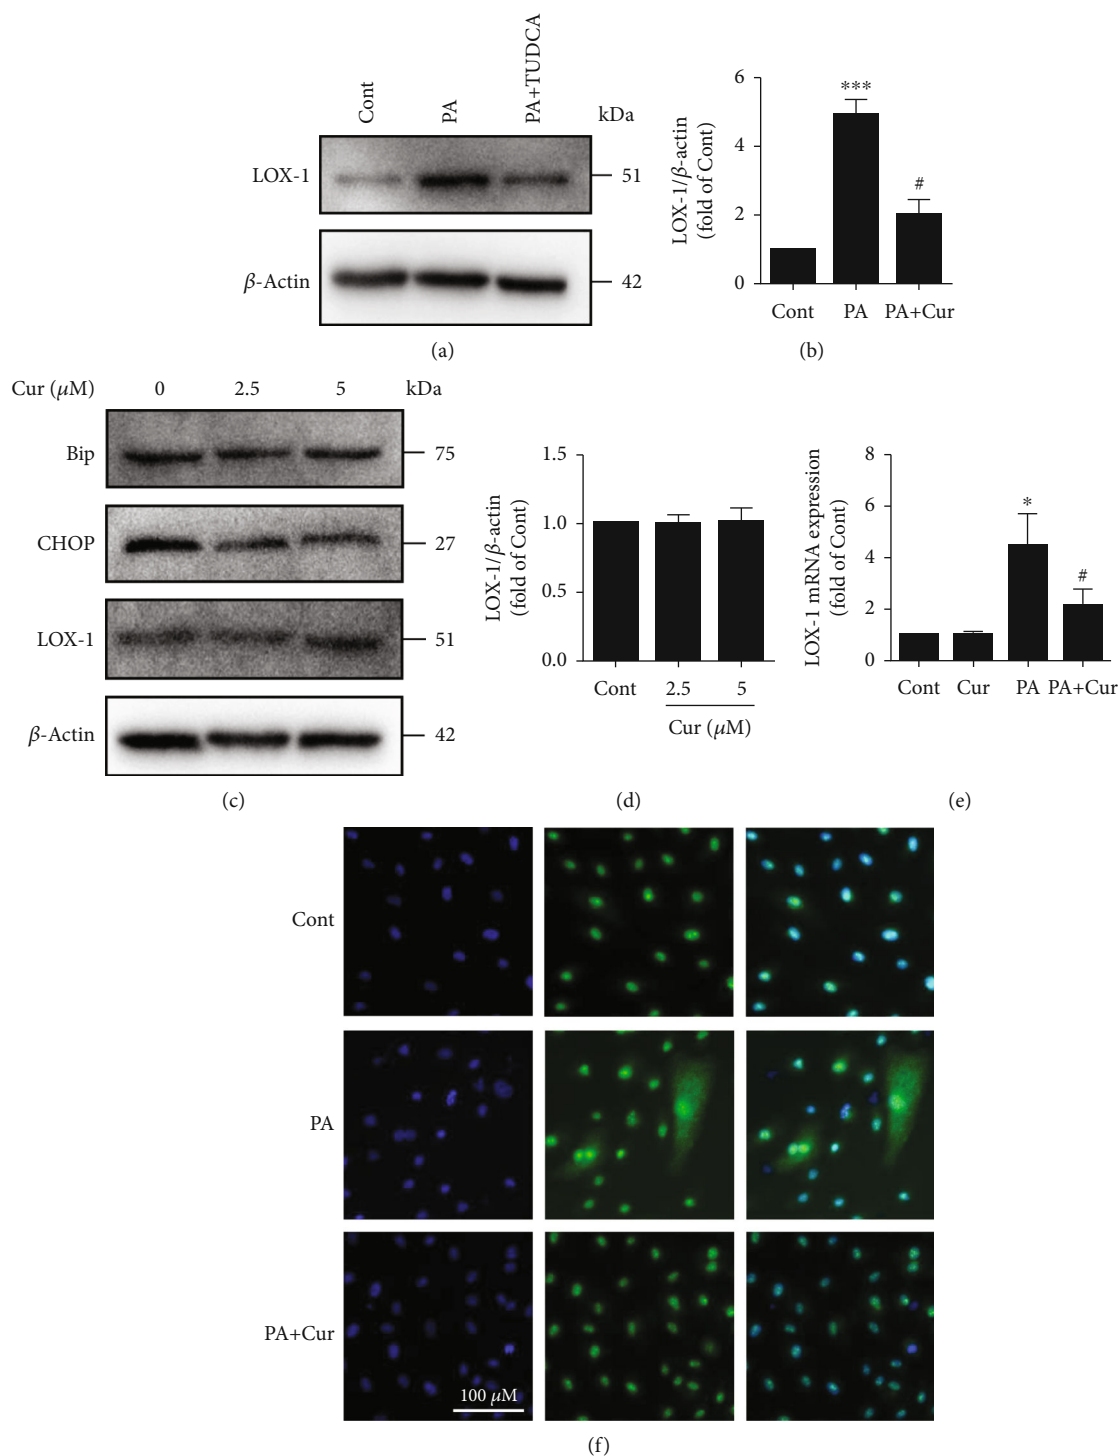 Cont
PA
PA+TUDCA
kDa
LOX-1
51
β-Actin
42
(a)
LOX-1/β-actin
(fold of Cont)
6
4
2
0
***
#
Cont PA PA+Cur
(b)
Cur (μM) 0 2.5 5 kDa
Bip
75
CHOP
27
LOX-1
51
β-Actin
42
(c)
LOX-1/β-actin
(fold of Cont)
1.5
1.0
0.5
0.0
Cont 2.5 5
Cur (μM)
(d)
LOX-1 mRNA expression
(fold of Cont)
8
6
4
2
0
*
#
Cont Cur PA PA+Cur
(e)
Cont
PA
PA+Cur
100 μM
(f)